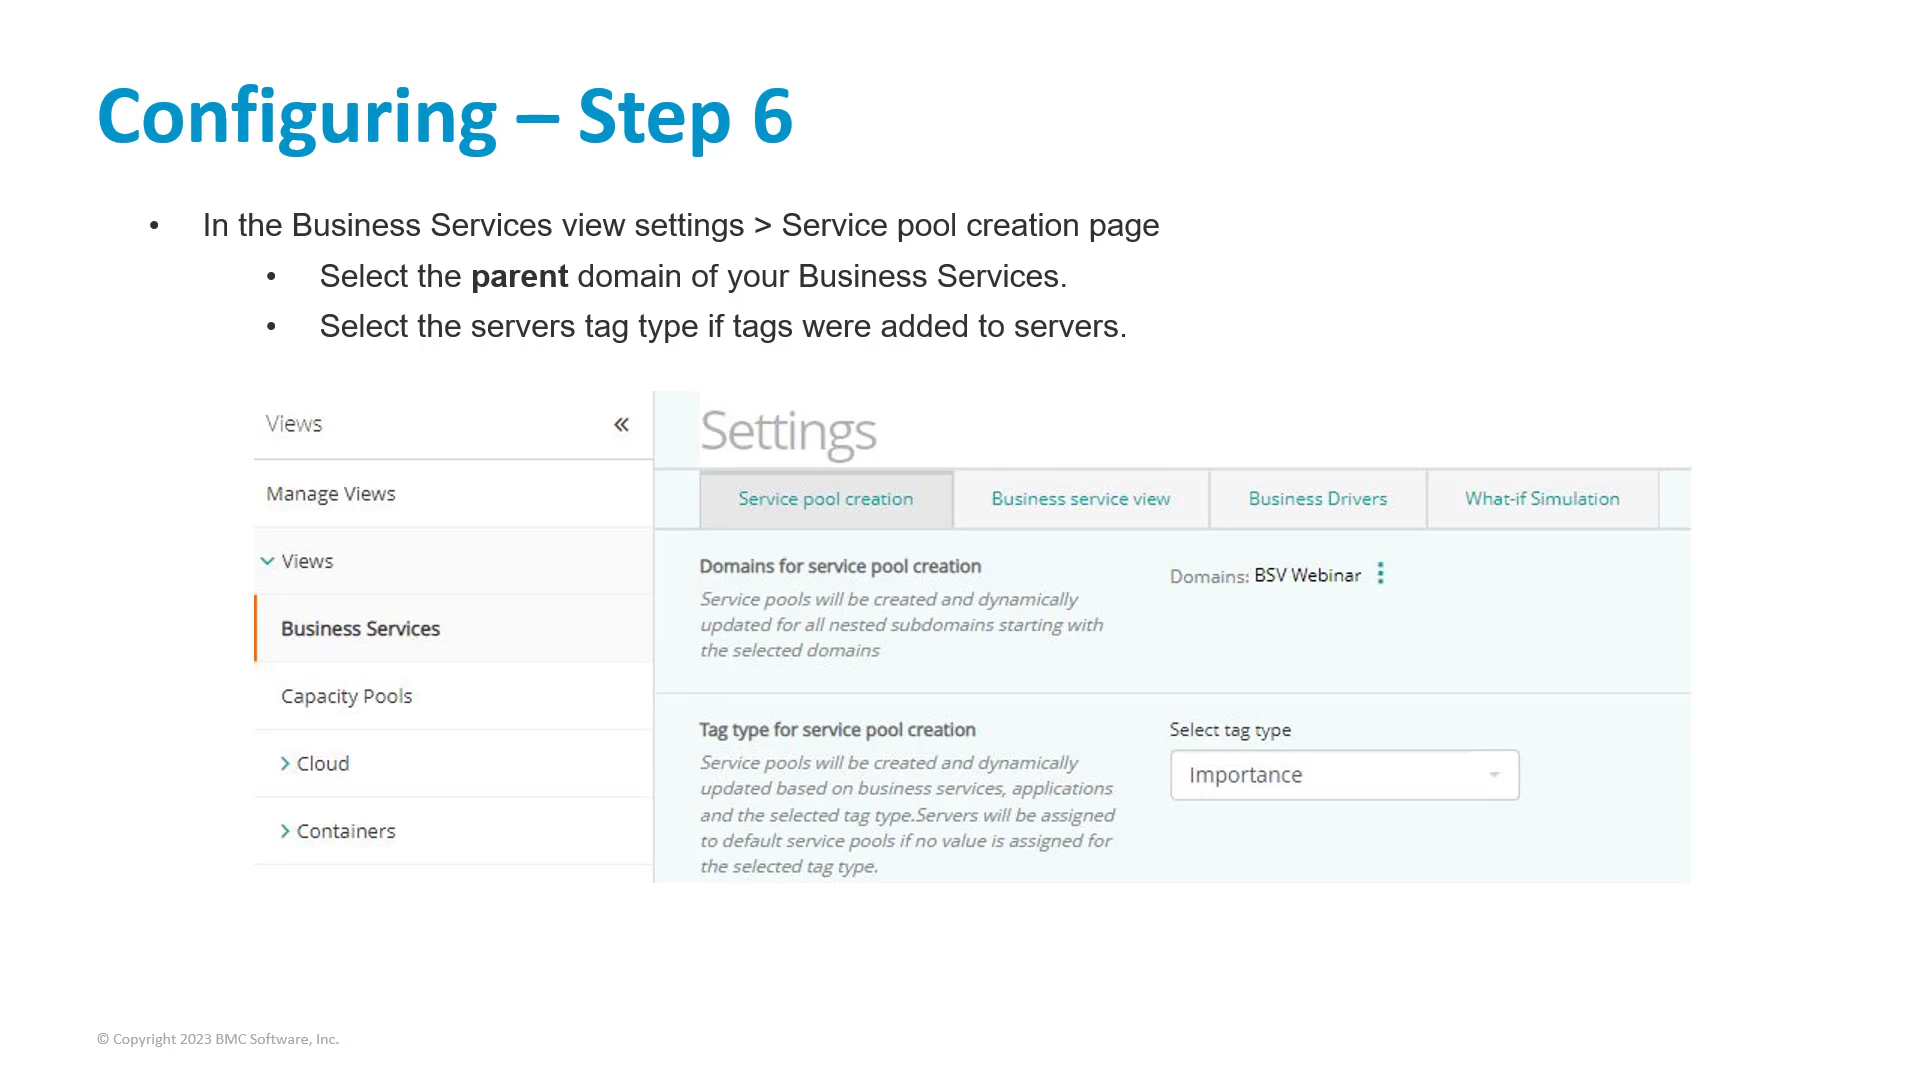 Configuring – Step 6
• In the Business Services view settings > Service pool creation page
• Select the parent domain of your Business Services.
• Select the servers tag type if tags were added to servers.
Views «
Manage Views
Views
Business Services
Capacity Pools
Cloud
Containers
Settings
Service pool creation Business service view Business Drivers What-if Simulation
Domains for service pool creation
Service pools will be created and dynamically
updated for all nested subdomains starting with
the selected domains
Domains: BSV Webinar
Tag type for service pool creation
Service pools will be created and dynamically
updated based on business services, applications
and the selected tag type.Servers will be assigned
to default service pools if no value is assigned for
the selected tag type.
Select tag type
Importance
© Copyright 2023 BMC Software, Inc.